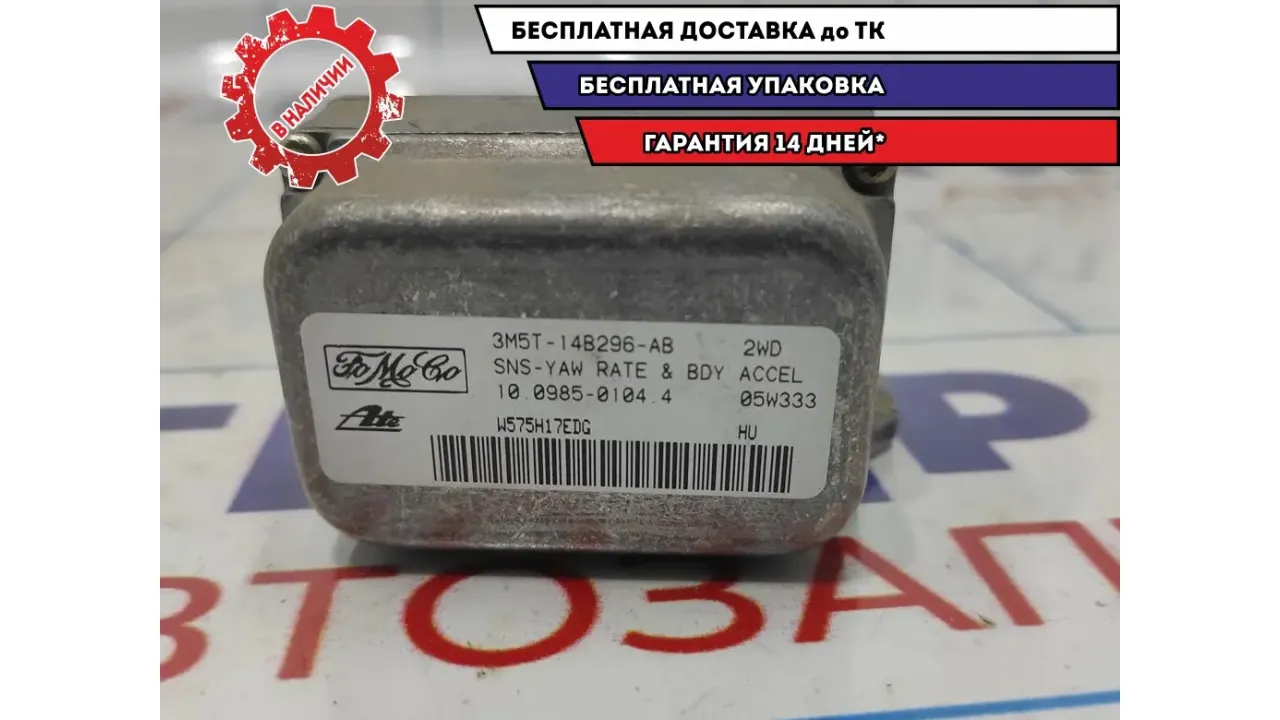 БЕСПЛАТНАЯ ДОСТАВКА до ТК
БЕСПЛАТНАЯ УПАКОВКА
ГАРАНТИЯ 14 ДНЕЙ*
В НАЛИЧИИ
3M5T-14B296-AB 2WD
FoMoCo
SNS-YAW RATE & BDY ACCEL
10.0985-0104.4 05W333
Ate
W575H17EDG HU
АВТОЗАП